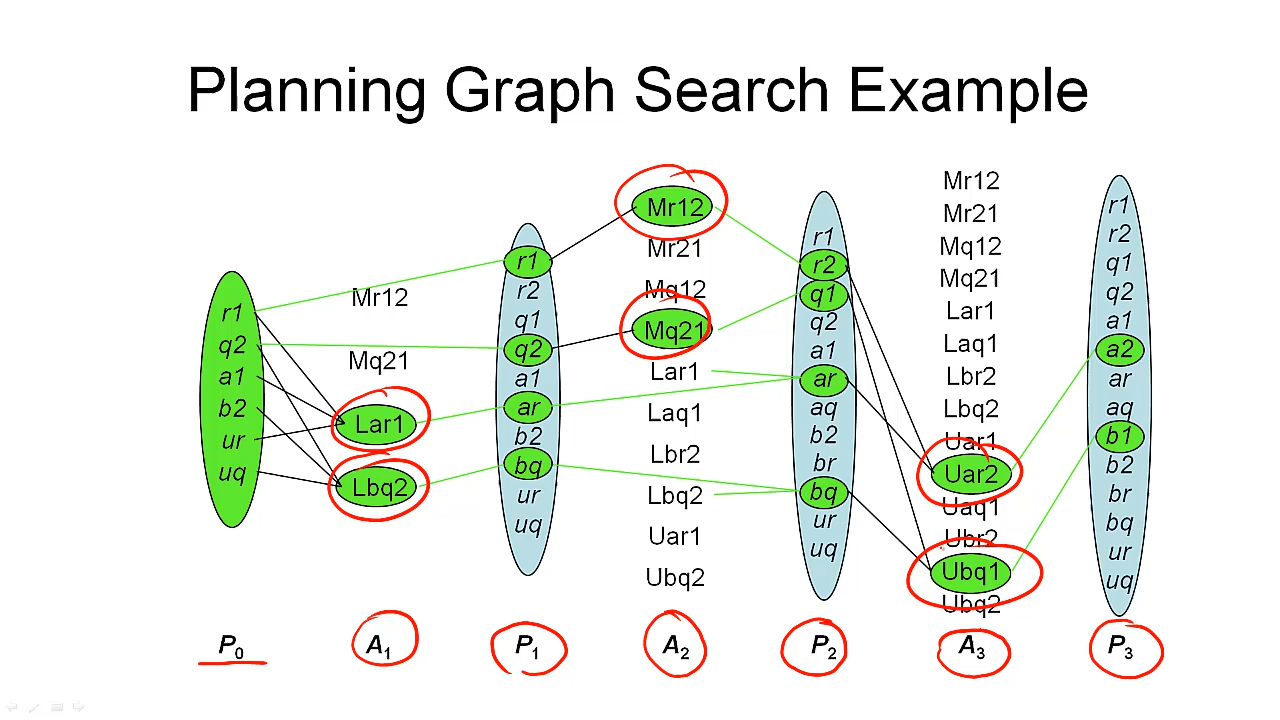 Planning Graph Search Example
r1
q2
a1
b2
ur
uq
P0
Mr12
Mq21
Lar1
Lbq2
A1
r1
r2
q1
q2
a1
ar
b2
bq
ur
uq
P1
Mr12
Mr21
Mq12
Mq21
Lar1
Laq1
Lbr2
Lbq2
Uar1
Ubq2
A2
r1
r2
q1
q2
a1
ar
aq
b2
br
bq
ur
uq
P2
Mr12
Mr21
Mq12
Mq21
Lar1
Laq1
Lbr2
Lbq2
Uar1
Uar2
Uaq1
Ubr2
Ubq1
Ubq2
A3
r1
r2
q1
q2
a1
a2
ar
aq
b1
b2
br
bq
ur
uq
P3